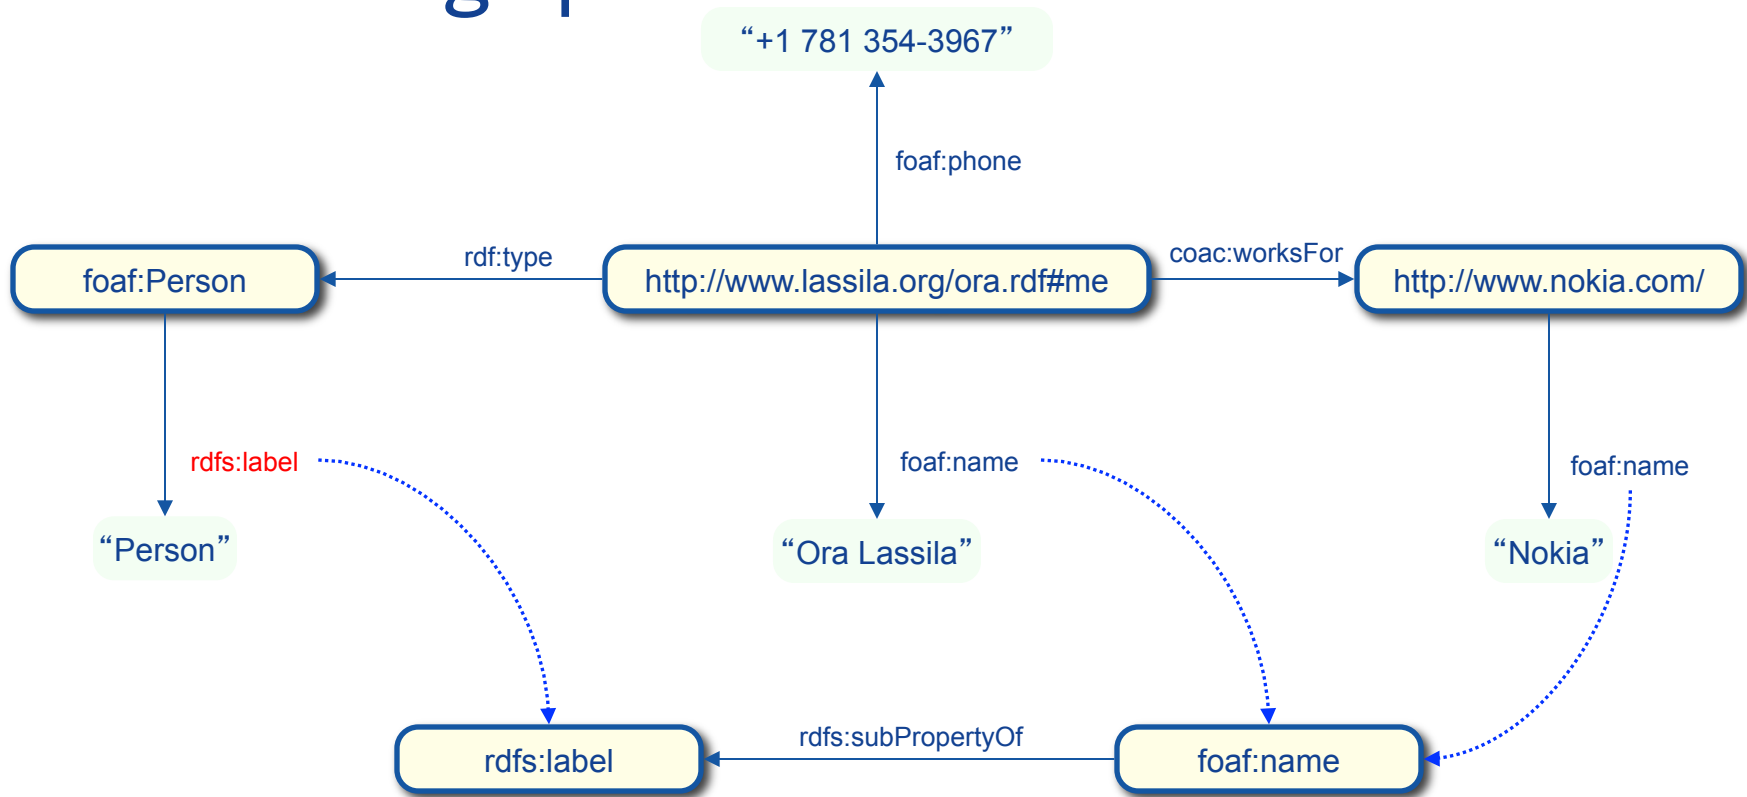 “+1 781 354-3967”
foaf:phone
rdf:type
coac:worksFor
foaf:Person
http://www.lassila.org/ora.rdf#me
http://www.nokia.com/
rdfs:label
foaf:name
foaf:name
“Person”
“Ora Lassila”
“Nokia”
rdfs:subPropertyOf
rdfs:label
foaf:name